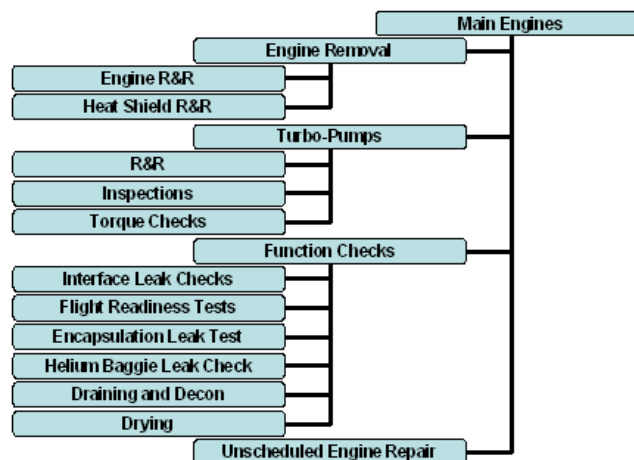 Main Engines
Engine Removal
Engine R&R
Heat Shield R&R
Turbo-Pumps
R&R
Inspections
Torque Checks
Function Checks
Interface Leak Checks
Flight Readiness Tests
Encapsulation Leak Test
Helium Baggie Leak Check
Draining and Decon
Drying
Unscheduled Engine Repair